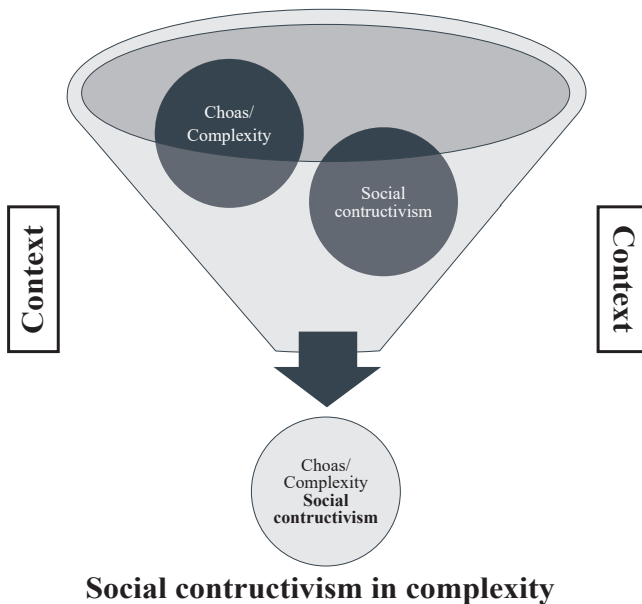 Choas/
Complexity
Social
contructivism
Context
Context
Choas/
Complexity
Social
contructivism
Social contructivism in complexity